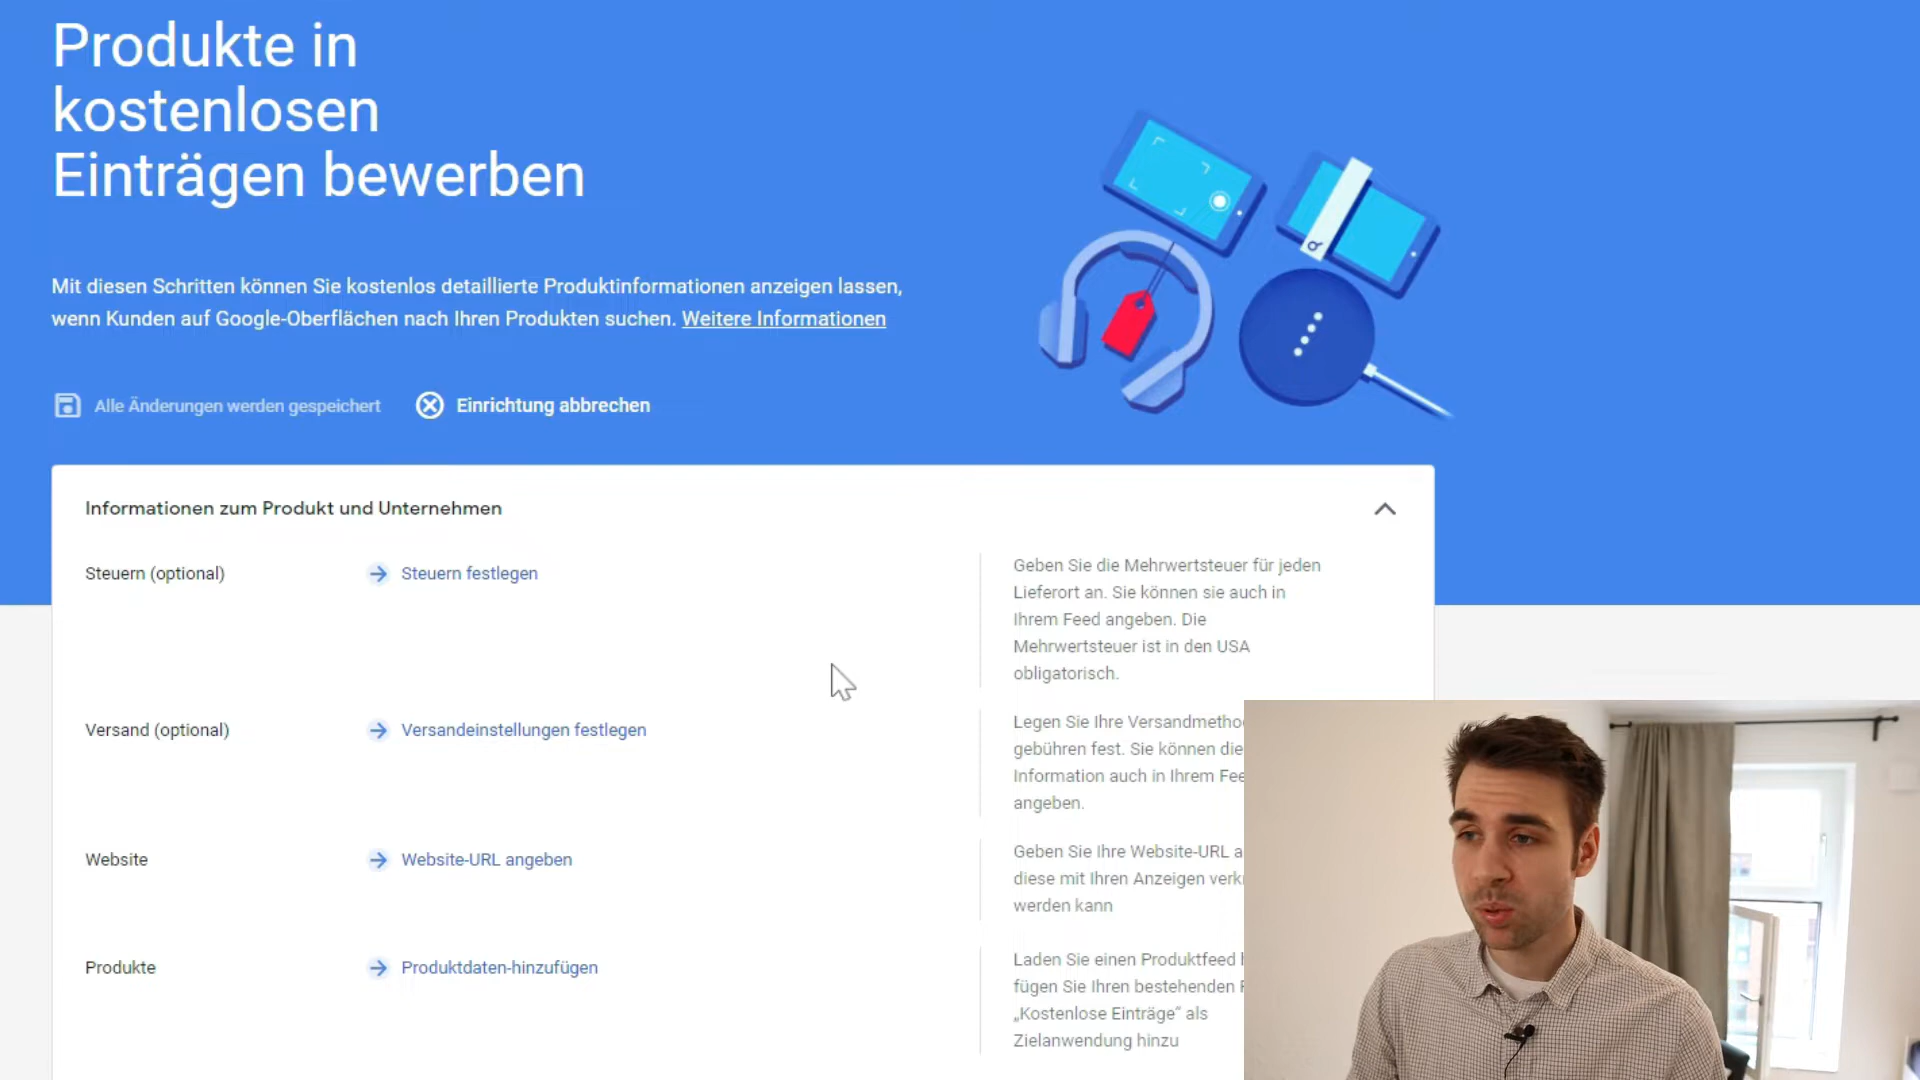 Produkte in
kostenlosen
Einträgen bewerben
Mit diesen Schritten können Sie kostenlos detaillierte Produktinformationen anzeigen lassen,
wenn Kunden auf Google-Oberflächen nach Ihren Produkten suchen. Weitere Informationen
Alle Änderungen werden gespeichert
Einrichtung abbrechen
Informationen zum Produkt und Unternehmen
Steuern (optional)
Steuern festlegen
Geben Sie die Mehrwertsteuer für jeden
Lieferort an. Sie können sie auch in
Ihrem Feed angeben. Die
Mehrwertsteuer ist in den USA
obligatorisch.
Versand (optional)
Versandeinstellungen festlegen
Legen Sie Ihre
gebühren fest. Sie können
Information auch in Ihrem
angeben.
Website
Website-URL angeben
Geben Sie Ihre Website-URL
diese mit Ihren Anzeigen
werden kann
Produkte
Produktdaten-hinzufügen
Laden Sie einen Produktfeed
fügen Sie Ihren bestehenden
„Kostenlose Einträge“ als
Zielanwendung hinzu